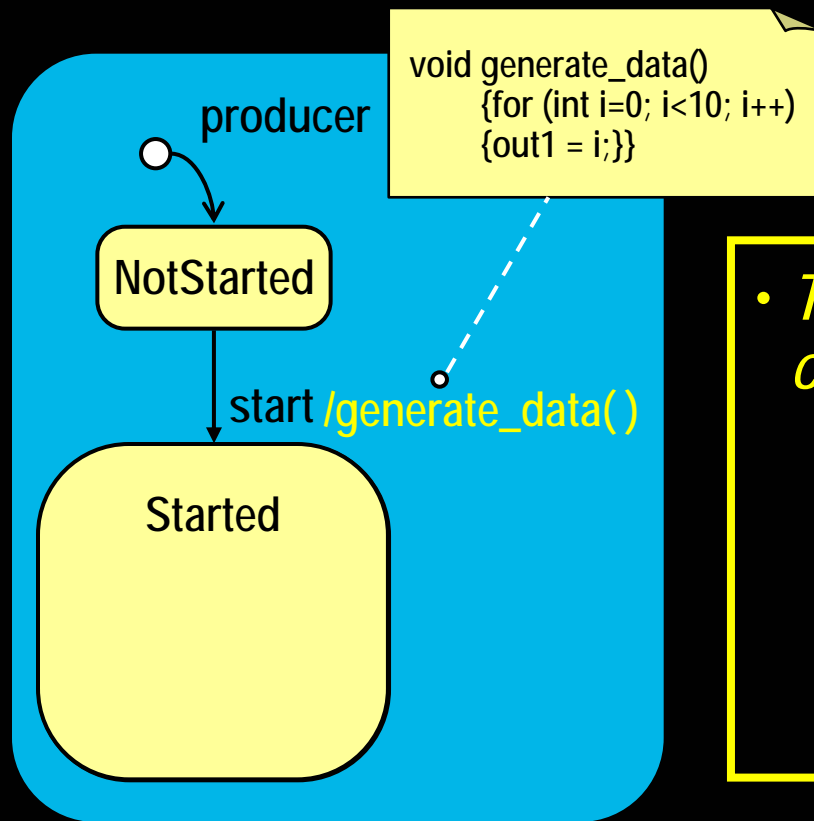 void generate_data()
{for (int i=0; i<10; i++)
{out1 = i;}}
producer
NotStarted
start /generate_data( )
Started